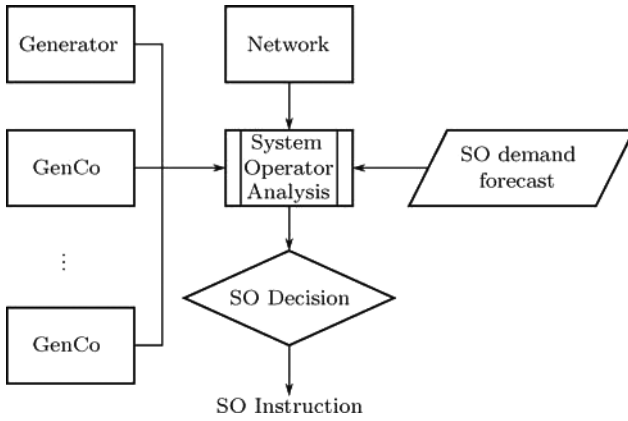 Generator
Network
GenCo
System
Operator
Analysis
SO demand
forecast
⋮
SO Decision
GenCo
SO Instruction